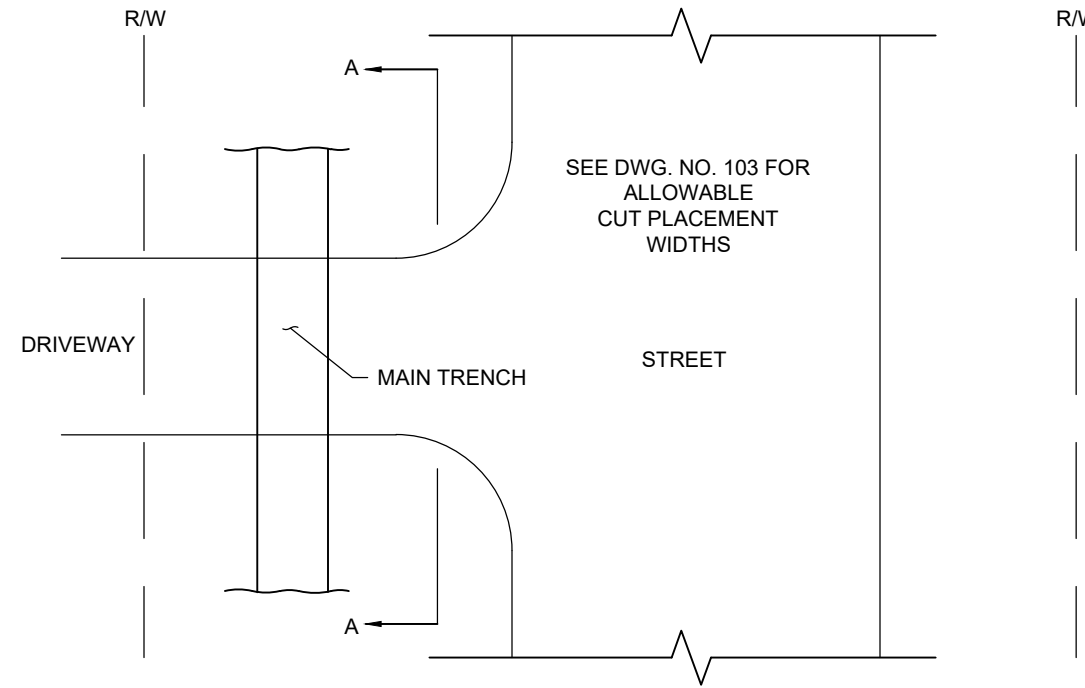 R/W
R/W
A
SEE DWG. NO. 103 FOR
ALLOWABLE
CUT PLACEMENT
WIDTHS
DRIVEWAY
STREET
MAIN TRENCH
A